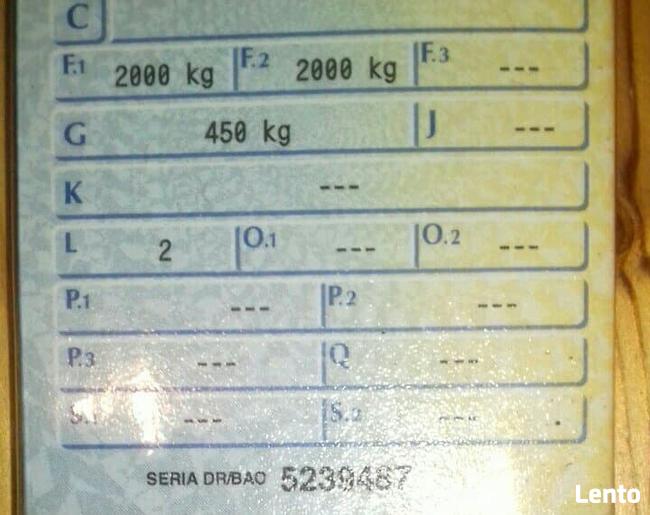 C
F.1 2000 kg F.2 2000 kg F.3 ---
G 450 kg J ---
K ---
L 2 O.1 --- O.2 ---
P.1 --- P.2 ---
P.3 --- Q ---
S.1 --- S.2 ---
SERIA DR/BAO 5239487
Lento